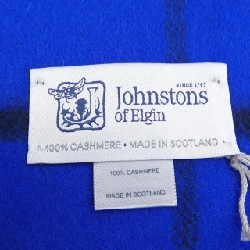 SINCE 1797
Johnstons
of Elgin
100% CASHMERE • MADE IN SCOTLAND
100% CASHMERE
MADE IN SCOTLAND